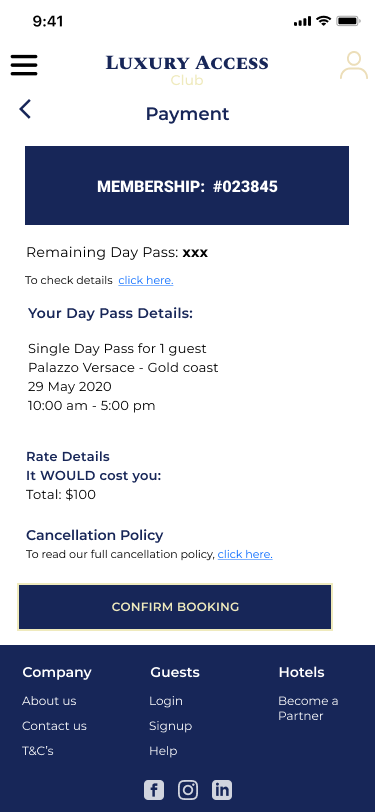 9:41
LUXURY ACCESS
Club
Payment
MEMBERSHIP: #023845
Remaining Day Pass: xxx
To check details click here.
Your Day Pass Details:
Single Day Pass for 1 guest
Palazzo Versace - Gold coast
29 May 2020
10:00 am - 5:00 pm
Rate Details
It WOULD cost you:
Total: $100
Cancellation Policy
To read our full cancellation policy, click here.
CONFIRM BOOKING
Company
About us
Contact us
T&C's
Guests
Login
Signup
Help
Hotels
Become a
Partner